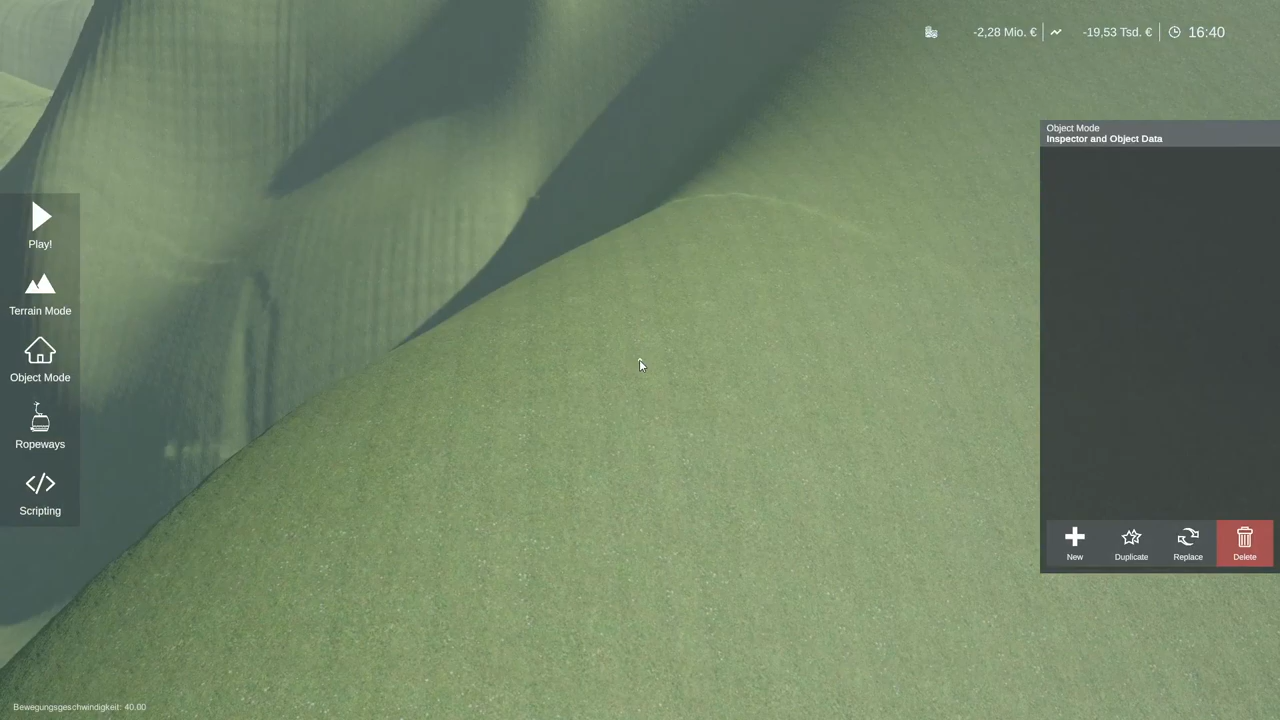 -2,28 Mio. €
-19,53 Tsd. €
16:40
Object Mode
Inspector and Object Data
Play!
Terrain Mode
Object Mode
Ropeways
Scripting
New
Duplicate
Replace
Delete
Bewegungsgeschwindigkeit: 40.00